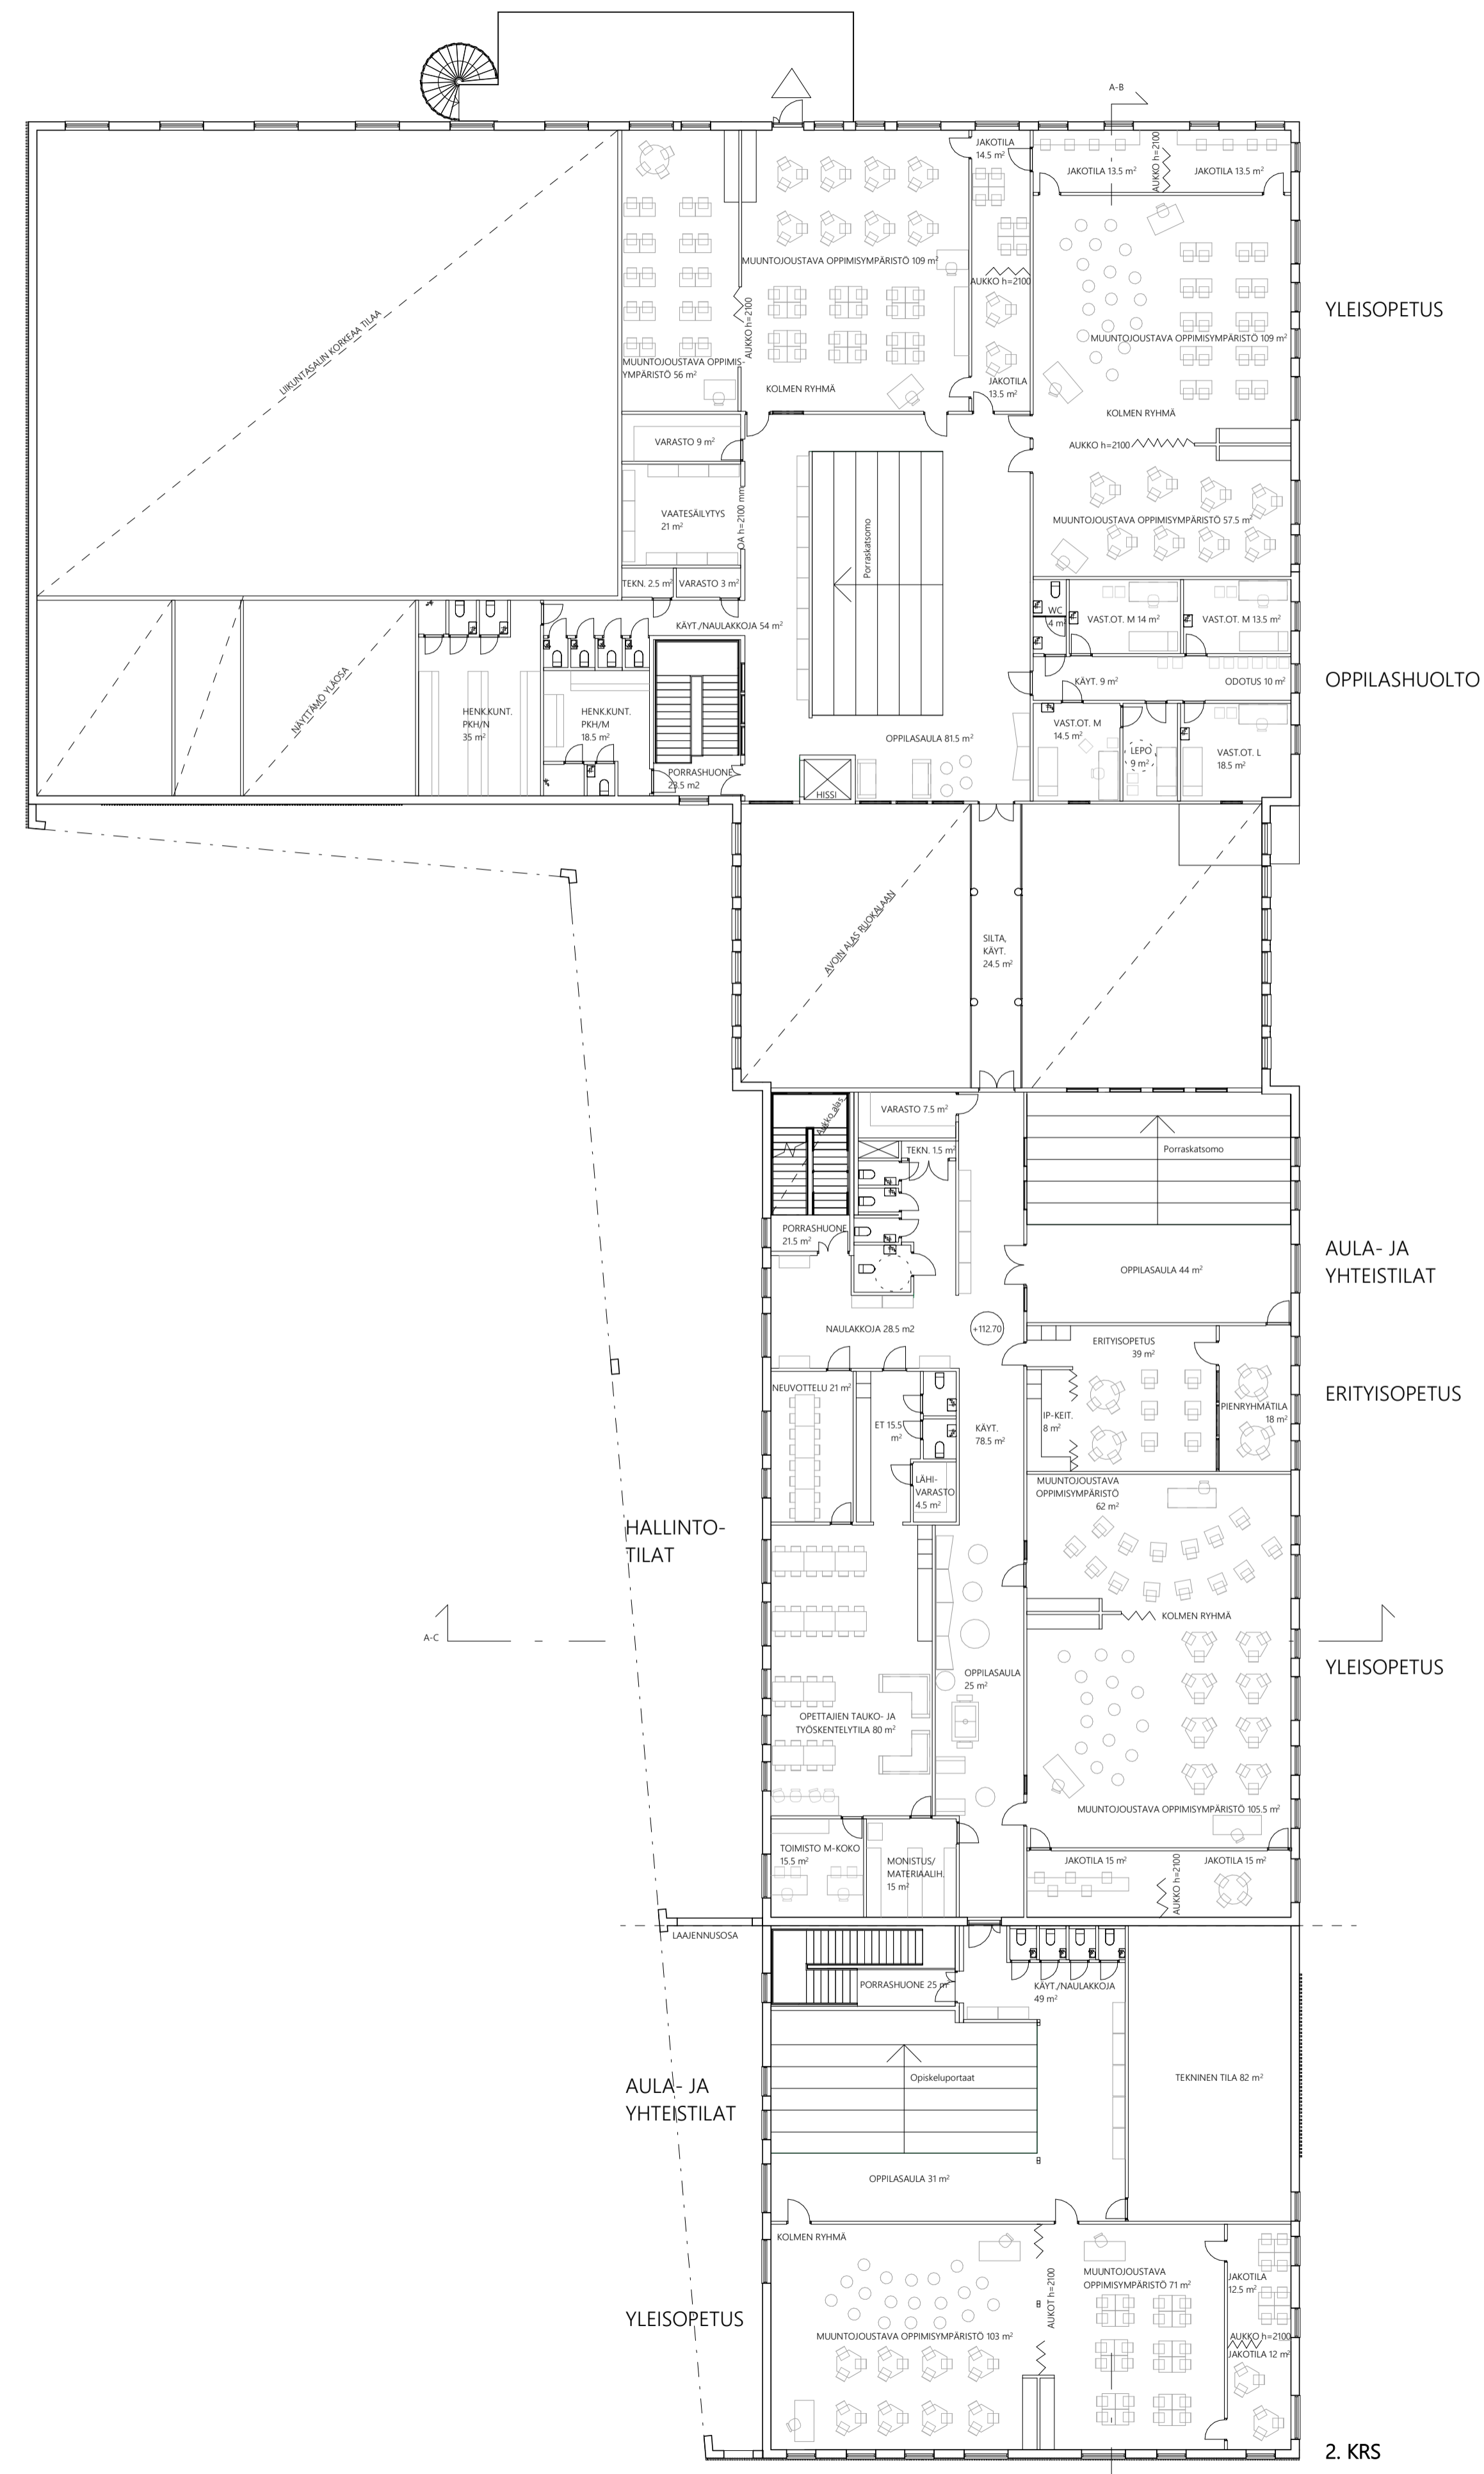 A-B
JAKOTILA
14.5 m²
AUKKO h=2100
JAKOTILA 13.5 m²
JAKOTILA 13.5 m²
MUUNTOJOUSTAVA OPPIMISYMPÄRISTÖ 109 m²
AUKKO h=2100
YLEISOPETUS
LIIKUNTASALIN KORKEAA TILAA
AUKKO h=2100
MUUNTOJOUSTAVA OPPIMISYMPÄRISTÖ 109 m²
MUUNTOJOUSTAVA OPPIMIS-
YMPÄRISTÖ 56 m²
KOLMEN RYHMÄ
JAKOTILA
13.5 m²
KOLMEN RYHMÄ
VARASTO 9 m²
AUKKO h=2100
VAATESÄILYTYS
21 m²
OA h=2100 mm
Porraskatsomo
MUUNTOJOUSTAVA OPPIMISYMPÄRISTÖ 57.5 m²
TEKN. 2.5 m²
VARASTO 3 m²
WC
4 m²
VAST.OT. M 14 m²
VAST.OT. M 13.5 m²
KÄYT./NAULAKKOJA 54 m²
NÄYTTÄMÖ YLÄOSA
KÄYT. 9 m²
ODOTUS 10 m²
OPPILASHUOLTO
HENK.KUNT.
PKH/N
35 m²
HENK.KUNT.
PKH/M
18.5 m²
OPPILASAULA 81.5 m²
VAST.OT. M
14.5 m²
LEPO
9 m²
VAST.OT. L
18.5 m²
PORRASHUONE
23.5 m2
HISSI
AVOIN ALAS RUOKALAAN
SILTA,
KÄYT.
24.5 m²
Aukko alas
VARASTO 7.5 m²
TEKN. 1.5 m²
Porraskatsomo
PORRASHUONE
21.5 m²
OPPILASAULA 44 m²
AULA- JA
YHTEISTILAT
NAULAKKOJA 28.5 m2
+112.70
ERITYISOPETUS
39 m²
NEUVOTTELU 21 m²
ET 15.5
m²
KÄYT.
78.5 m²
IP-KEIT.
8 m²
PIENRYHMÄTILA
18 m²
ERITYISOPETUS
LÄHI-
VARASTO
4.5 m²
MUUNTOJOUSTAVA
OPPIMISYMPÄRISTÖ
62 m²
HALLINTO-
TILAT
A-C
KOLMEN RYHMÄ
YLEISOPETUS
OPPILASAULA
25 m²
OPETTAJIEN TAUKO- JA
TYÖSKENTELYTILA 80 m²
MUUNTOJOUSTAVA OPPIMISYMPÄRISTÖ 105.5 m²
TOIMISTO M-KOKO
15.5 m²
MONISTUS/
MATERIAALIH.
15 m²
JAKOTILA 15 m²
AUKKO h=2100
JAKOTILA 15 m²
LAAJENNUSOSA
PORRASHUONE 25 m²
KÄYT./NAULAKKOJA
49 m²
Opiskeluportaat
TEKNINEN TILA 82 m²
AULA- JA
YHTEISTILAT
OPPILASAULA 31 m²
KOLMEN RYHMÄ
AUKOT h=2100
MUUNTOJOUSTAVA
OPPIMISYMPÄRISTÖ 71 m²
JAKOTILA
12.5 m²
YLEISOPETUS
MUUNTOJOUSTAVA OPPIMISYMPÄRISTÖ 103 m²
AUKKO h=2100
JAKOTILA 12 m²
2. KRS